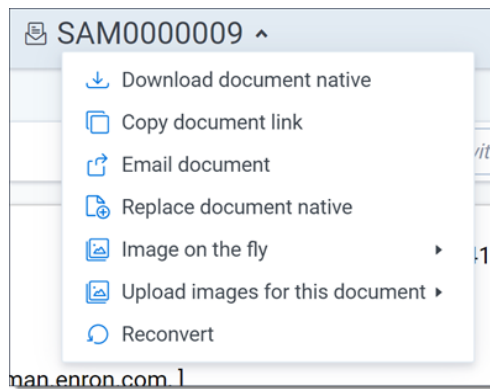 SAM0000009
Download document native
Copy document link
Email document
Replace document native
Image on the fly
Upload images for this document
Reconvert
man.enron.com, ]